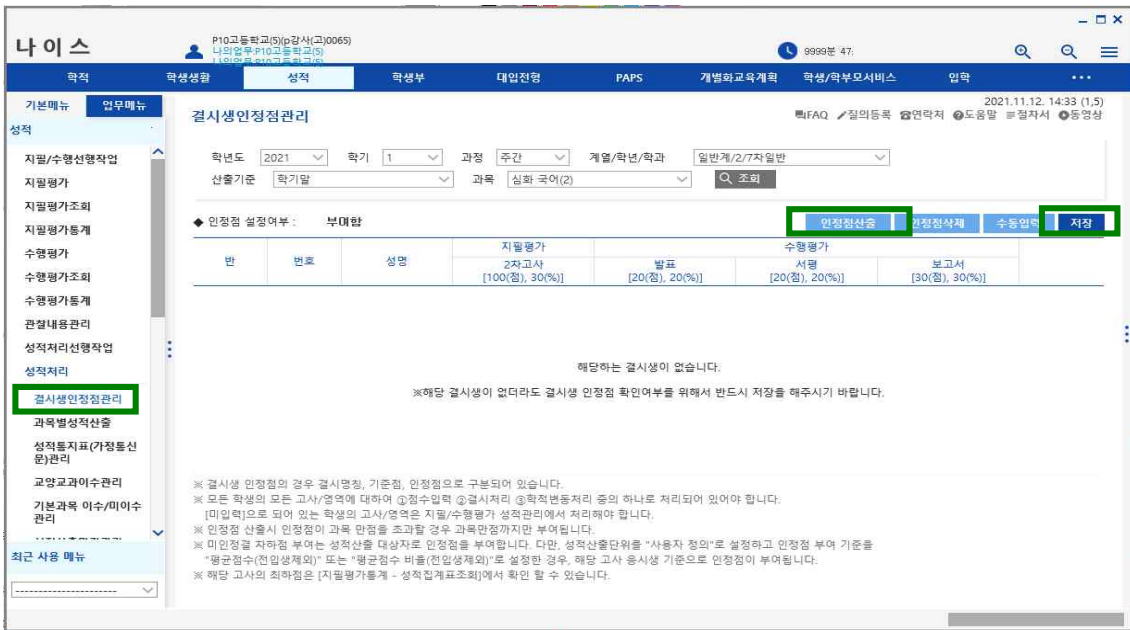 나이스
P10고등학교(5)(p강사(고)0065)
나의업무:P10고등학교(5)
9999분 47:
학적 학생생활 성적 학생부 대입전형 PAPS 개별화교육계획 학생/학부모서비스 입학 •••
기본메뉴 업무메뉴
성적
지필/수행선행작업
지필평가
지필평가조회
지필평가통계
수행평가
수행평가조회
수행평가통계
관찰내용관리
성적처리선행작업
성적처리
결시생인정점관리
과목별성적산출
성적통지표(가정통신
문)관리
교양교과이수관리
기본과목 이수/미이수
관리
최근 사용 메뉴
----------------------
2021.11.12. 14:33 (1,5)
결시생인정점관리
FAQ 질의등록 연락처 도움말 절차서 동영상
학년도 2021 학기 1 과정 주간 계열/학년/학과 일반계/2/7차일반
산출기준 학기말 과목 심화 국어(2) 조회
◆ 인정점 설정여부 : 부여함
인정점산출 인정점삭제 수동입력 저장
반 번호 성명 지필평가 수행평가
2차고사 발표 서평 보고서
[100(점), 30(%)] [20(점), 20(%)] [20(점), 20(%)] [30(점), 30(%)]
해당하는 결시생이 없습니다.
※해당 결시생이 없더라도 결시생 인정점 확인여부를 위해서 반드시 저장을 해주시기 바랍니다.
※ 결시생 인정점의 경우 결시명칭, 기준점, 인정점으로 구분되어 있습니다.
※ 모든 학생의 모든 고사/영역에 대하여 ①점수입력 ②결시처리 ③학적변동처리 중의 하나로 처리되어 있어야 합니다.
[미입력]으로 되어 있는 학생의 고사/영역은 지필/수행평가 성적관리에서 처리해야 합니다.
※ 인정점 산출시 인정점이 과목 만점을 초과할 경우 과목만점까지만 부여됩니다.
※ 미인정결 차하점 부여는 성적산출 대상자로 인정점을 부여합니다. 다만, 성적산출단위를 "사용자 정의"로 설정하고 인정점 부여 기준을
"평균점수(전입생제외)" 또는 "평균점수 비율(전입생제외)"로 설정한 경우, 해당 고사 응시생 기준으로 인정점이 부여됩니다.
※ 해당 고사의 최하점은 [지필평가통계 - 성적집계표조회]에서 확인 할 수 있습니다.